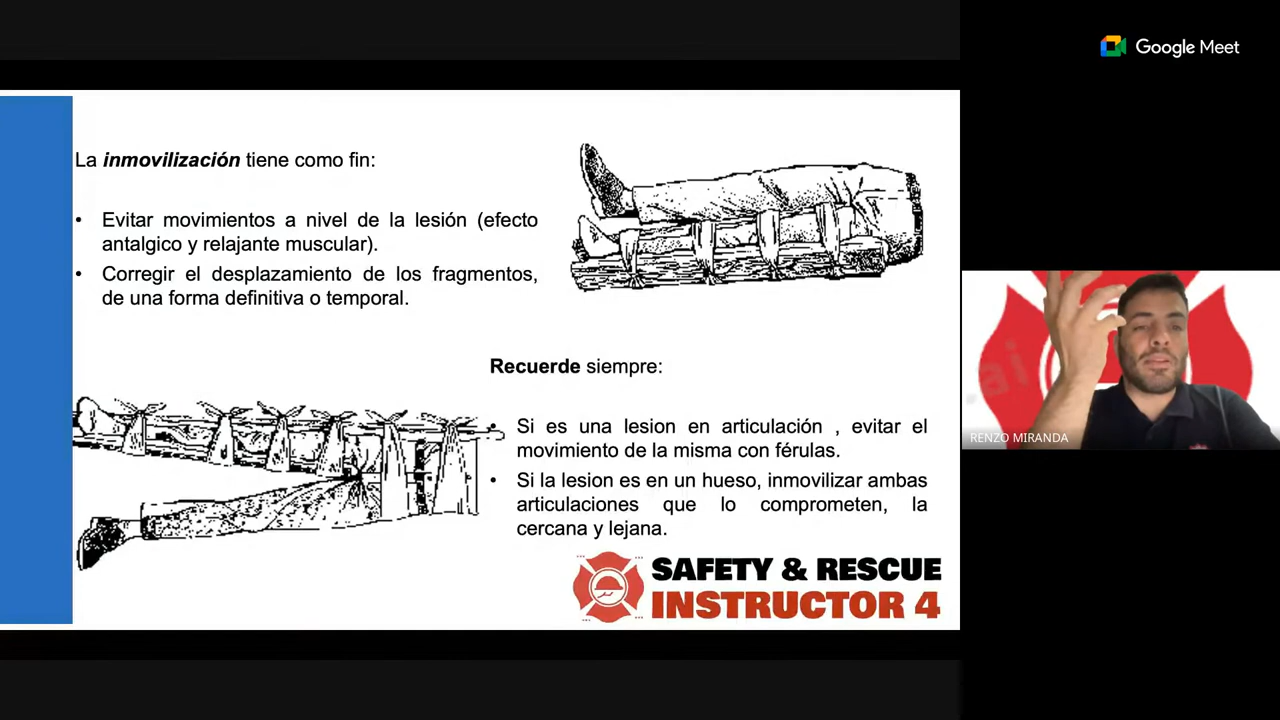 Google Meet
La inmovilización tiene como fin:
• Evitar movimientos a nivel de la lesión (efecto
antalgico y relajante muscular).
• Corregir el desplazamiento de los fragmentos,
de una forma definitiva o temporal.
Recuerde siempre:
• Si es una lesion en articulación , evitar el
movimiento de la misma con férulas.
• Si la lesion es en un hueso, inmovilizar ambas
articulaciones que lo comprometen, la
cercana y lejana.
SAFETY & RESCUE
INSTRUCTOR 4
RENZO MIRANDA